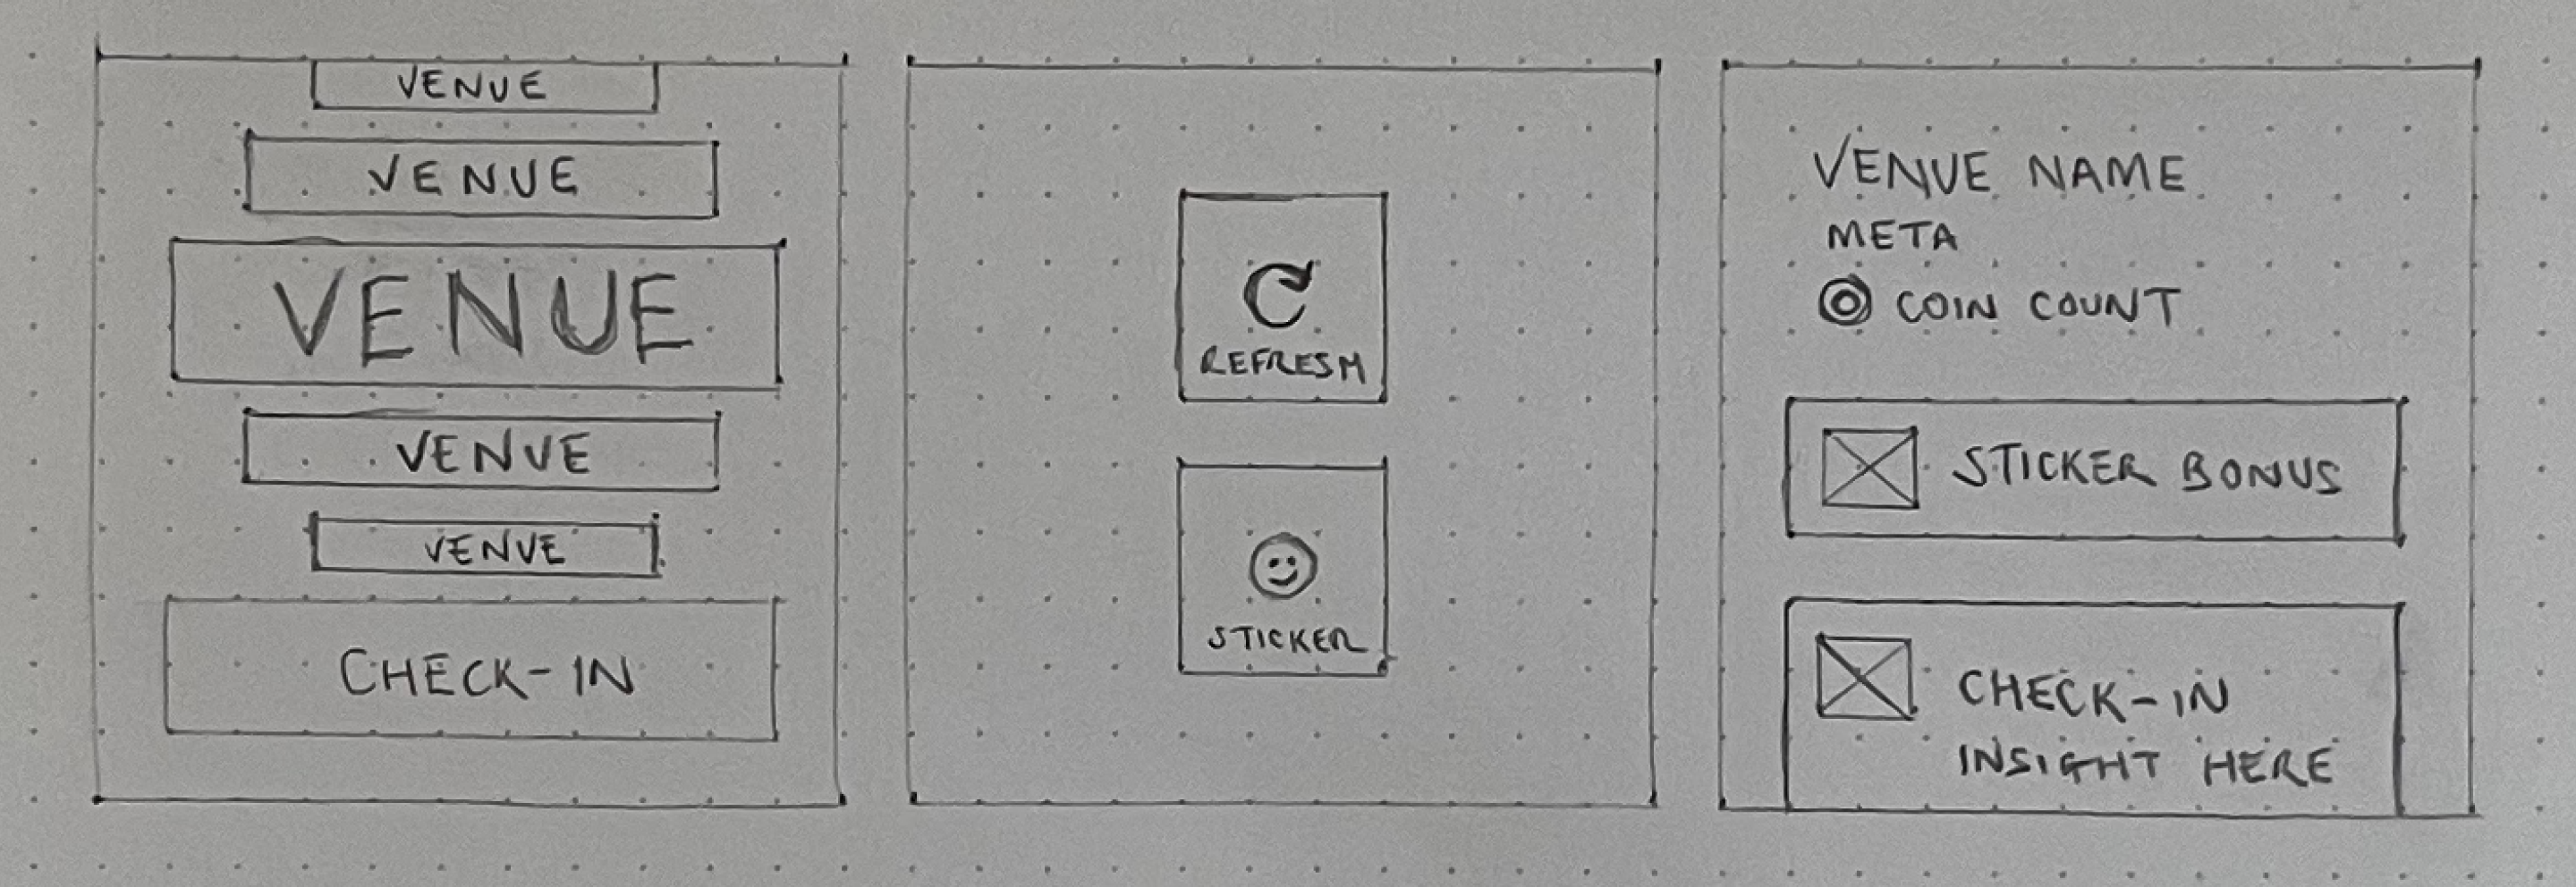 VENUE
VENUE
VENUE
VENUE
VENUE
CHECK-IN
REFRESH
STICKER
VENUE NAME
META
COIN COUNT
STICKER BONUS
CHECK-IN
INSIGHT HERE